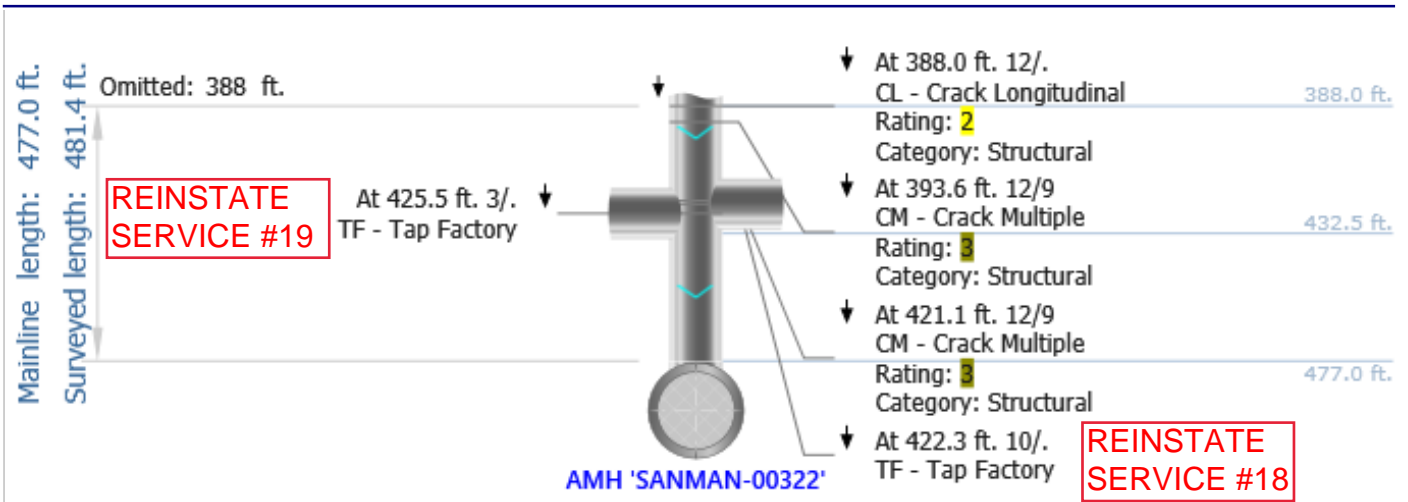 Mainline length: 477.0 ft.
Surveyed length: 481.4 ft.
Omitted: 388 ft.
REINSTATE
SERVICE #19
At 425.5 ft. 3/.
TF - Tap Factory
At 388.0 ft. 12/.
CL - Crack Longitudinal
388.0 ft.
Rating: 2
Category: Structural
At 393.6 ft. 12/9
CM - Crack Multiple
432.5 ft.
Rating: 3
Category: Structural
At 421.1 ft. 12/9
CM - Crack Multiple
Rating: 3
477.0 ft.
Category: Structural
At 422.3 ft. 10/.
TF - Tap Factory
REINSTATE
SERVICE #18
AMH 'SANMAN-00322'